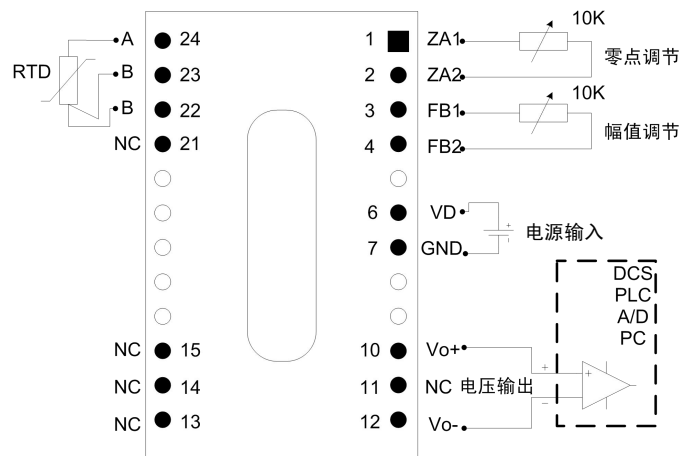 10K
A 24 1 ZA1
零点调节
RTD B 23 2 ZA2
10K
B 22 3 FB1
幅值调节
NC 21 4 FB2
6 VD
+
电源输入
-
7 GND
DCS
PLC
A/D
PC
NC 15 10 Vo+
+ +
NC 14 11 NC 电压输出
-
NC 13 12 Vo-